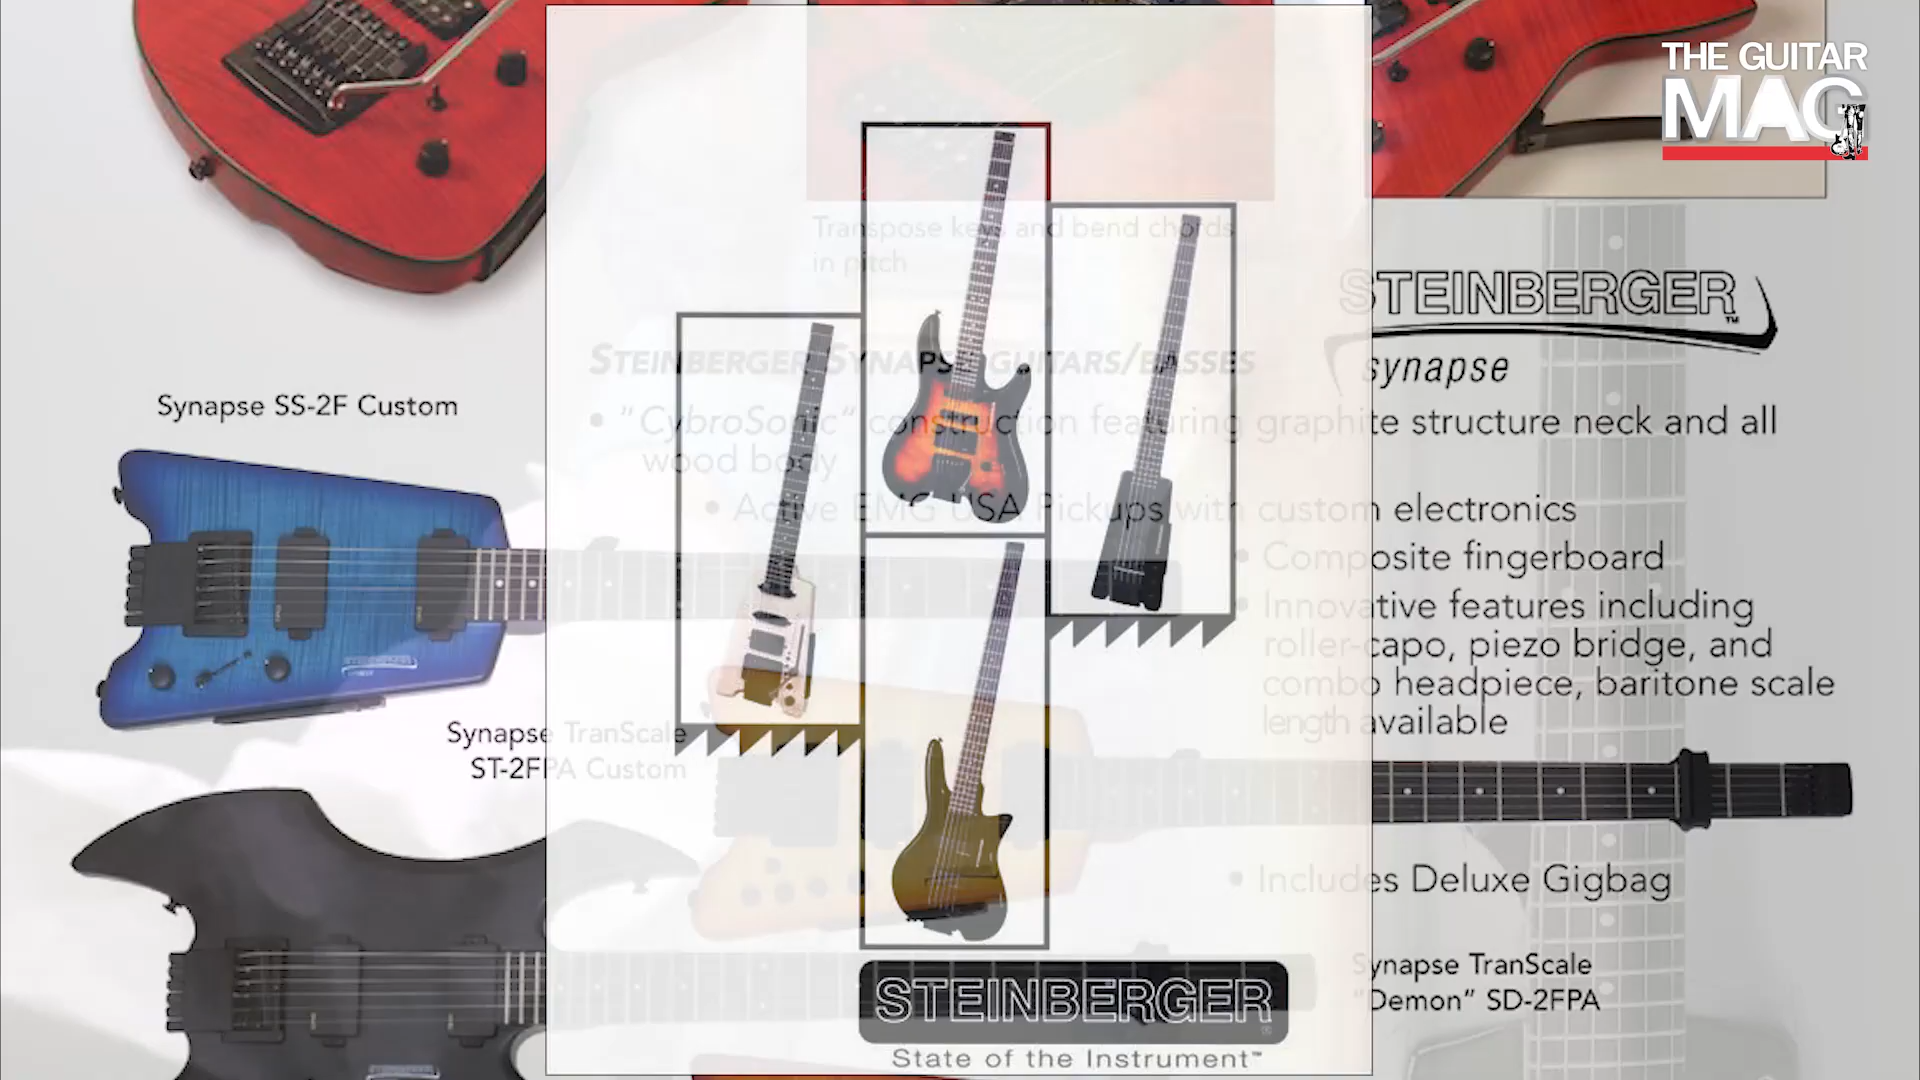 THE GUITAR
MAG
Transpose keys and bend chords
in pitch
STEINBERGER
synapse
STEINBERGER SYNAPSE GUITARS/BASSES
• "CybroSonic" construction featuring graphite structure neck and all
wood body
• Active EMG USA Pickups with custom electronics
• Composite fingerboard
• Innovative features including
roller-capo, piezo bridge, and
combo headpiece, baritone scale
length available
• Includes Deluxe Gigbag
Synapse SS-2F Custom
STEINBERGER
Synapse TranScale
ST-2FPA Custom
Synapse TranScale
"Demon" SD-2FPA
STEINBERGER
State of the Instrument™